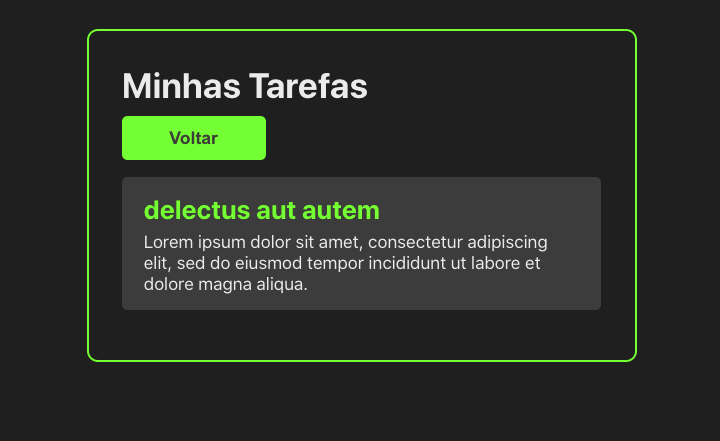 Minhas Tarefas
Voltar
delectus aut autem
Lorem ipsum dolor sit amet, consectetur adipiscing
elit, sed do eiusmod tempor incididunt ut labore et
dolore magna aliqua.